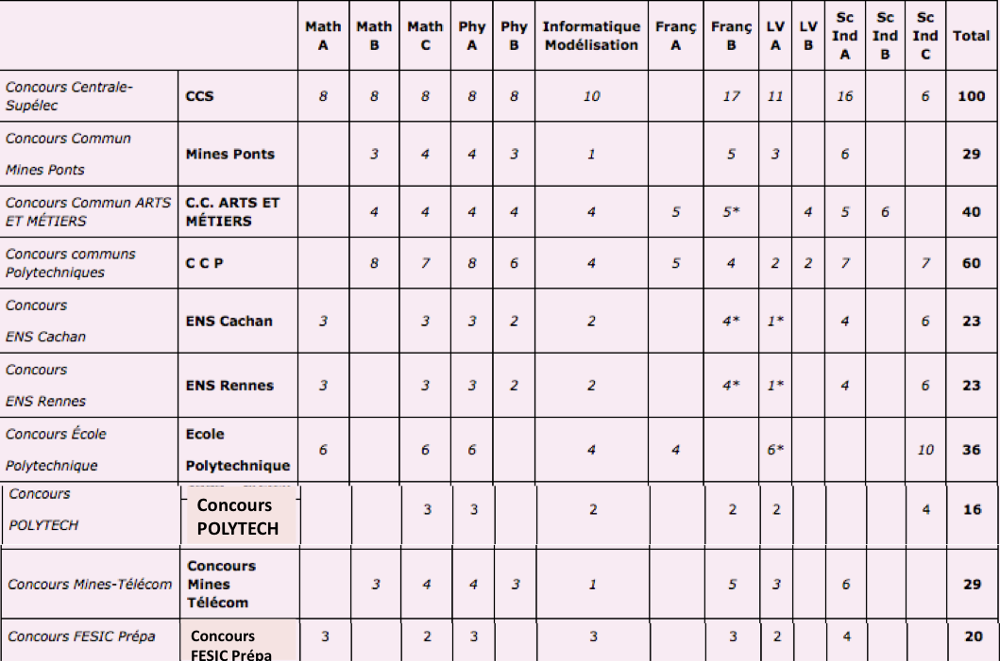 Math A Math B Math C Phy A Phy B Informatique Modélisation Franç A Franç B LV A LV B Sc Ind A Sc Ind B Sc Ind C Total
Concours Centrale-Supélec CCS 8 8 8 8 8 10 17 11 16 6 100
Concours Commun Mines Ponts Mines Ponts 3 4 4 3 1 5 3 6 29
Concours Commun ARTS ET MÉTIERS C.C. ARTS ET MÉTIERS 4 4 4 4 4 5 5* 4 5 6 40
Concours communs Polytechniques C C P 8 7 8 6 4 5 4 2 2 7 7 60
Concours ENS Cachan ENS Cachan 3 3 3 2 2 4* 1* 4 6 23
Concours ENS Rennes ENS Rennes 3 3 3 2 2 4* 1* 4 6 23
Concours École Polytechnique Ecole Polytechnique 6 6 6 4 4 6* 10 36
Concours POLYTECH Concours POLYTECH 3 3 2 2 2 4 16
Concours Mines-Télécom Concours Mines Télécom 3 4 4 3 1 5 3 6 29
Concours FESIC Prépa Concours FESIC Prépa 3 2 3 3 3 2 4 20